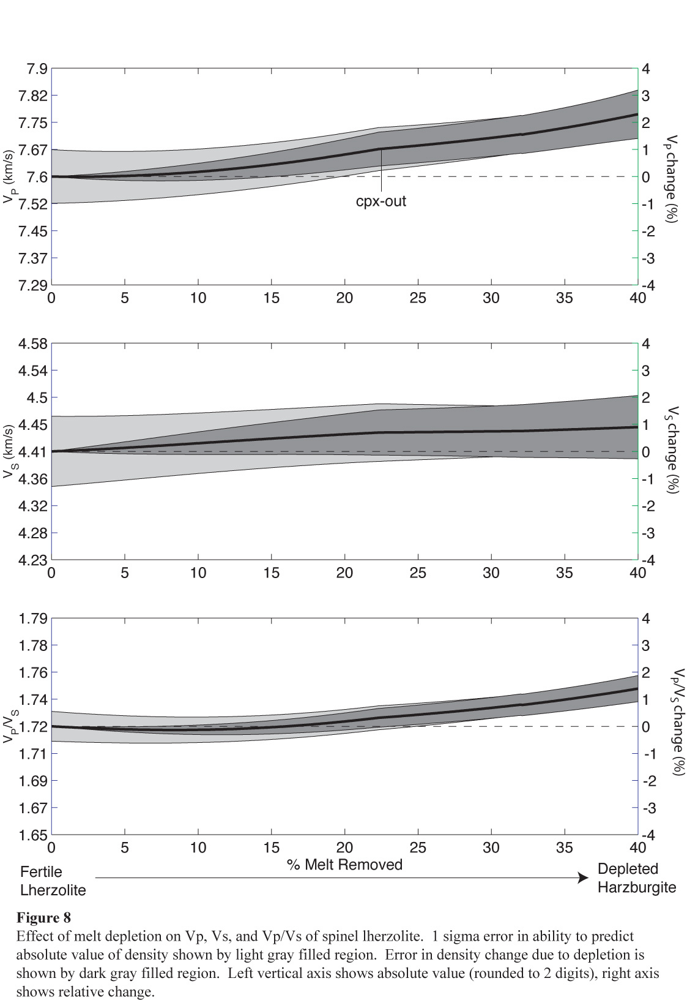 7.9
7.82
7.75
7.67
7.6
7.52
7.45
7.37
7.29
VP (km/s)
4
3
2
1
0
-1
-2
-3
-4
VP change (%)
cpx-out
0 5 10 15 20 25 30 35 40
4.58
4.54
4.5
4.45
4.41
4.36
4.32
4.28
4.23
VS (km/s)
4
3
2
1
0
-1
-2
-3
-4
VS change (%)
0 5 10 15 20 25 30 35 40
1.79
1.78
1.76
1.74
1.72
1.71
1.69
1.67
1.65
VP/VS
4
3
2
1
0
-1
-2
-3
-4
VP/VS change (%)
0 5 10 15 20 25 30 35 40
% Melt Removed
Fertile
Lherzolite
Depleted
Harzburgite
Figure 8
Effect of melt depletion on Vp, Vs, and Vp/Vs of spinel lherzolite. 1 sigma error in ability to predict
absolute value of density shown by light gray filled region. Error in density change due to depletion is
shown by dark gray filled region. Left vertical axis shows absolute value (rounded to 2 digits), right axis
shows relative change.